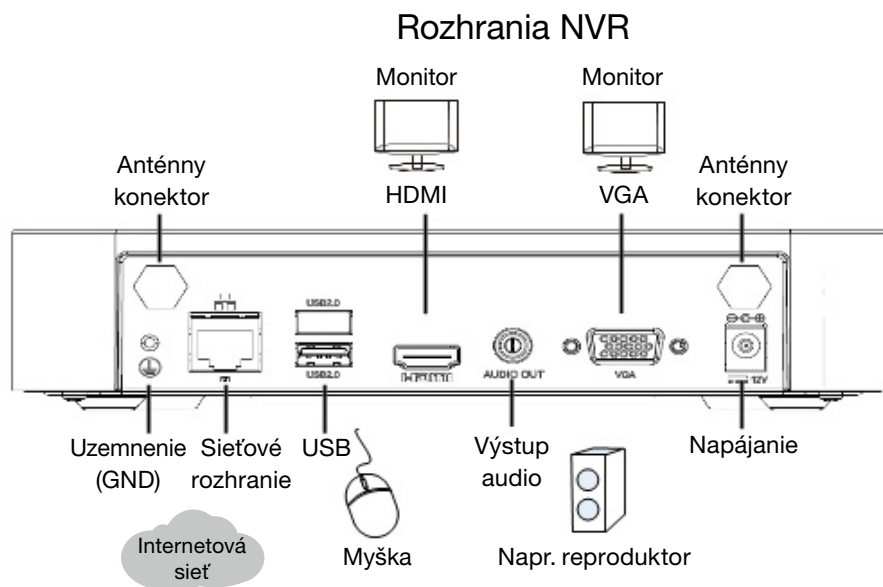 Rozhrania NVR
Monitor
Monitor
Anténny
konektor
HDMI
VGA
Anténny
konektor
USB2.0
USB2.0
HDMI
AUDIO OUT
VGA
12V
Uzemnenie
(GND)
Sieťové
rozhranie
USB
Výstup
audio
Napájanie
Internetová
sieť
Myška
Napr. reproduktor